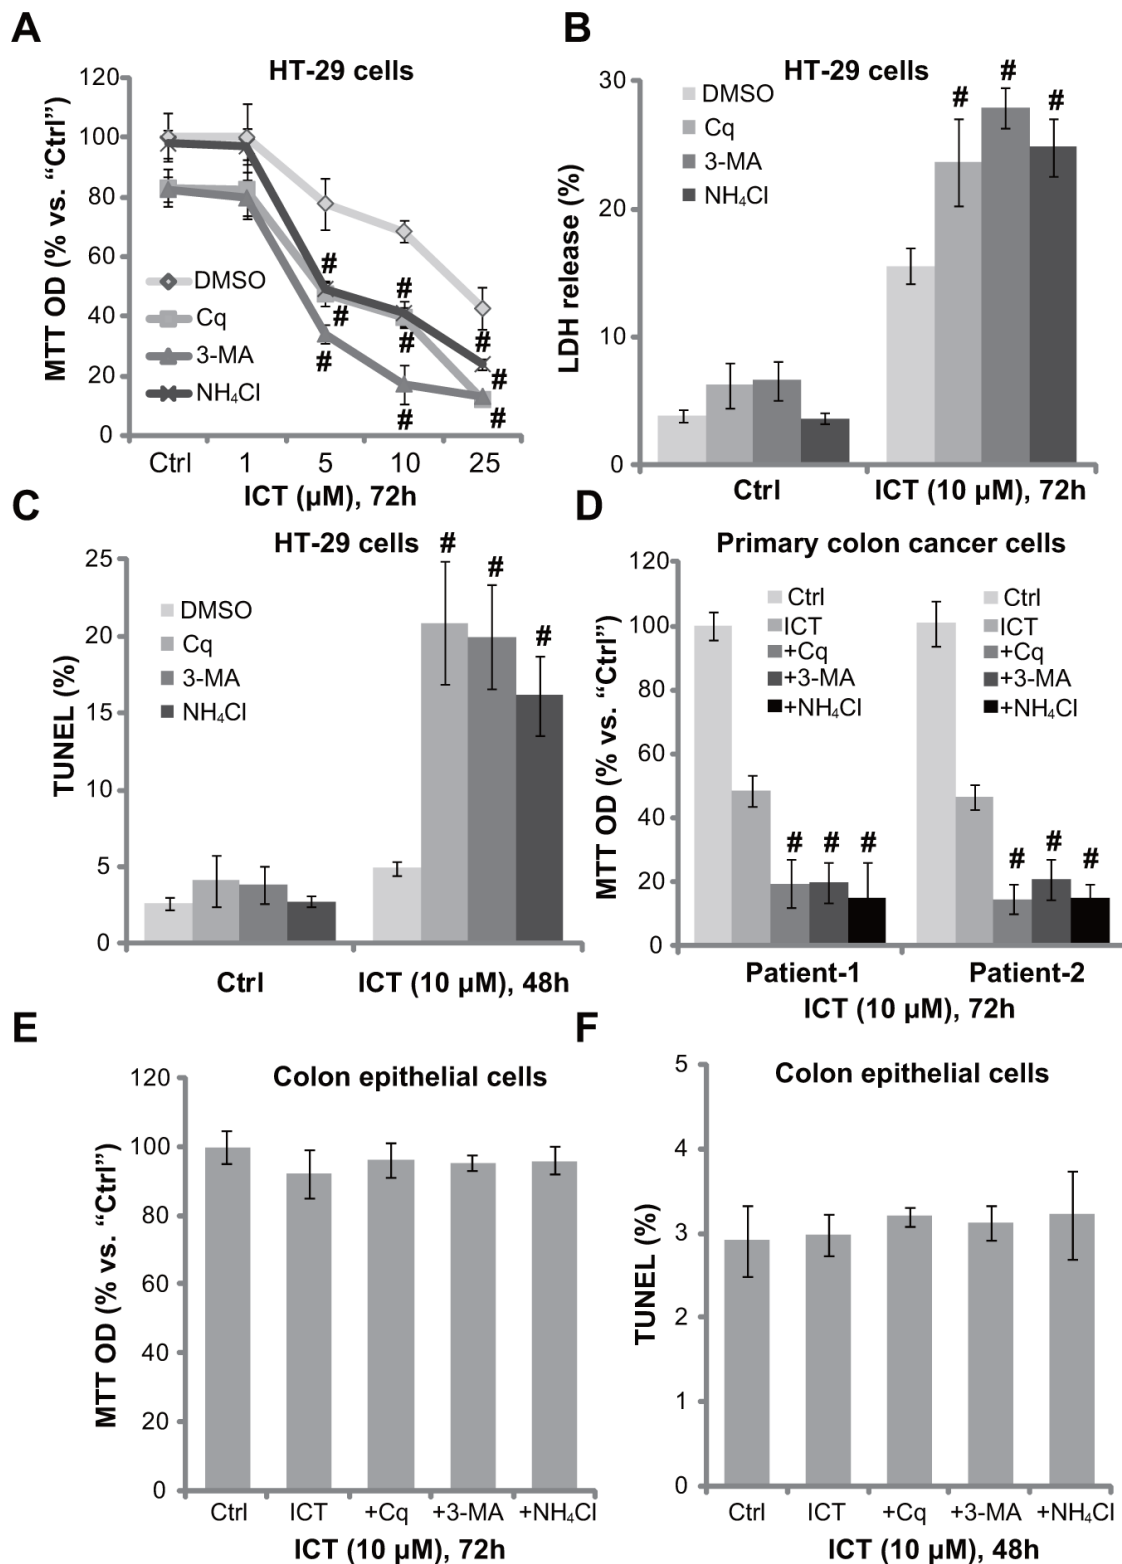 A
HT-29 cells
MTT OD (% vs. “Ctrl”)
120
100
80
60
40
20
0
DMSO
Cq
3-MA
NH₄Cl
# # # # # # # # #
Ctrl 1 5 10 25
ICT (µM), 72h
B
HT-29 cells
LDH release (%)
30
20
10
0
DMSO
Cq
3-MA
NH₄Cl
# # #
Ctrl ICT (10 µM), 72h
C
HT-29 cells
TUNEL (%)
25
20
15
10
5
0
DMSO
Cq
3-MA
NH₄Cl
# # #
Ctrl ICT (10 µM), 48h
D
Primary colon cancer cells
MTT OD (% vs. “Ctrl”)
120
100
80
60
40
20
0
Ctrl
ICT
+Cq
+3-MA
+NH₄Cl
Ctrl
ICT
+Cq
+3-MA
+NH₄Cl
# # # # # #
Patient-1 Patient-2
ICT (10 µM), 72h
E
Colon epithelial cells
MTT OD (% vs. “Ctrl”)
120
100
80
60
40
20
0
Ctrl ICT +Cq +3-MA +NH₄Cl
ICT (10 µM), 72h
F
Colon epithelial cells
TUNEL (%)
5
4
3
2
1
0
Ctrl ICT +Cq +3-MA +NH₄Cl
ICT (10 µM), 48h